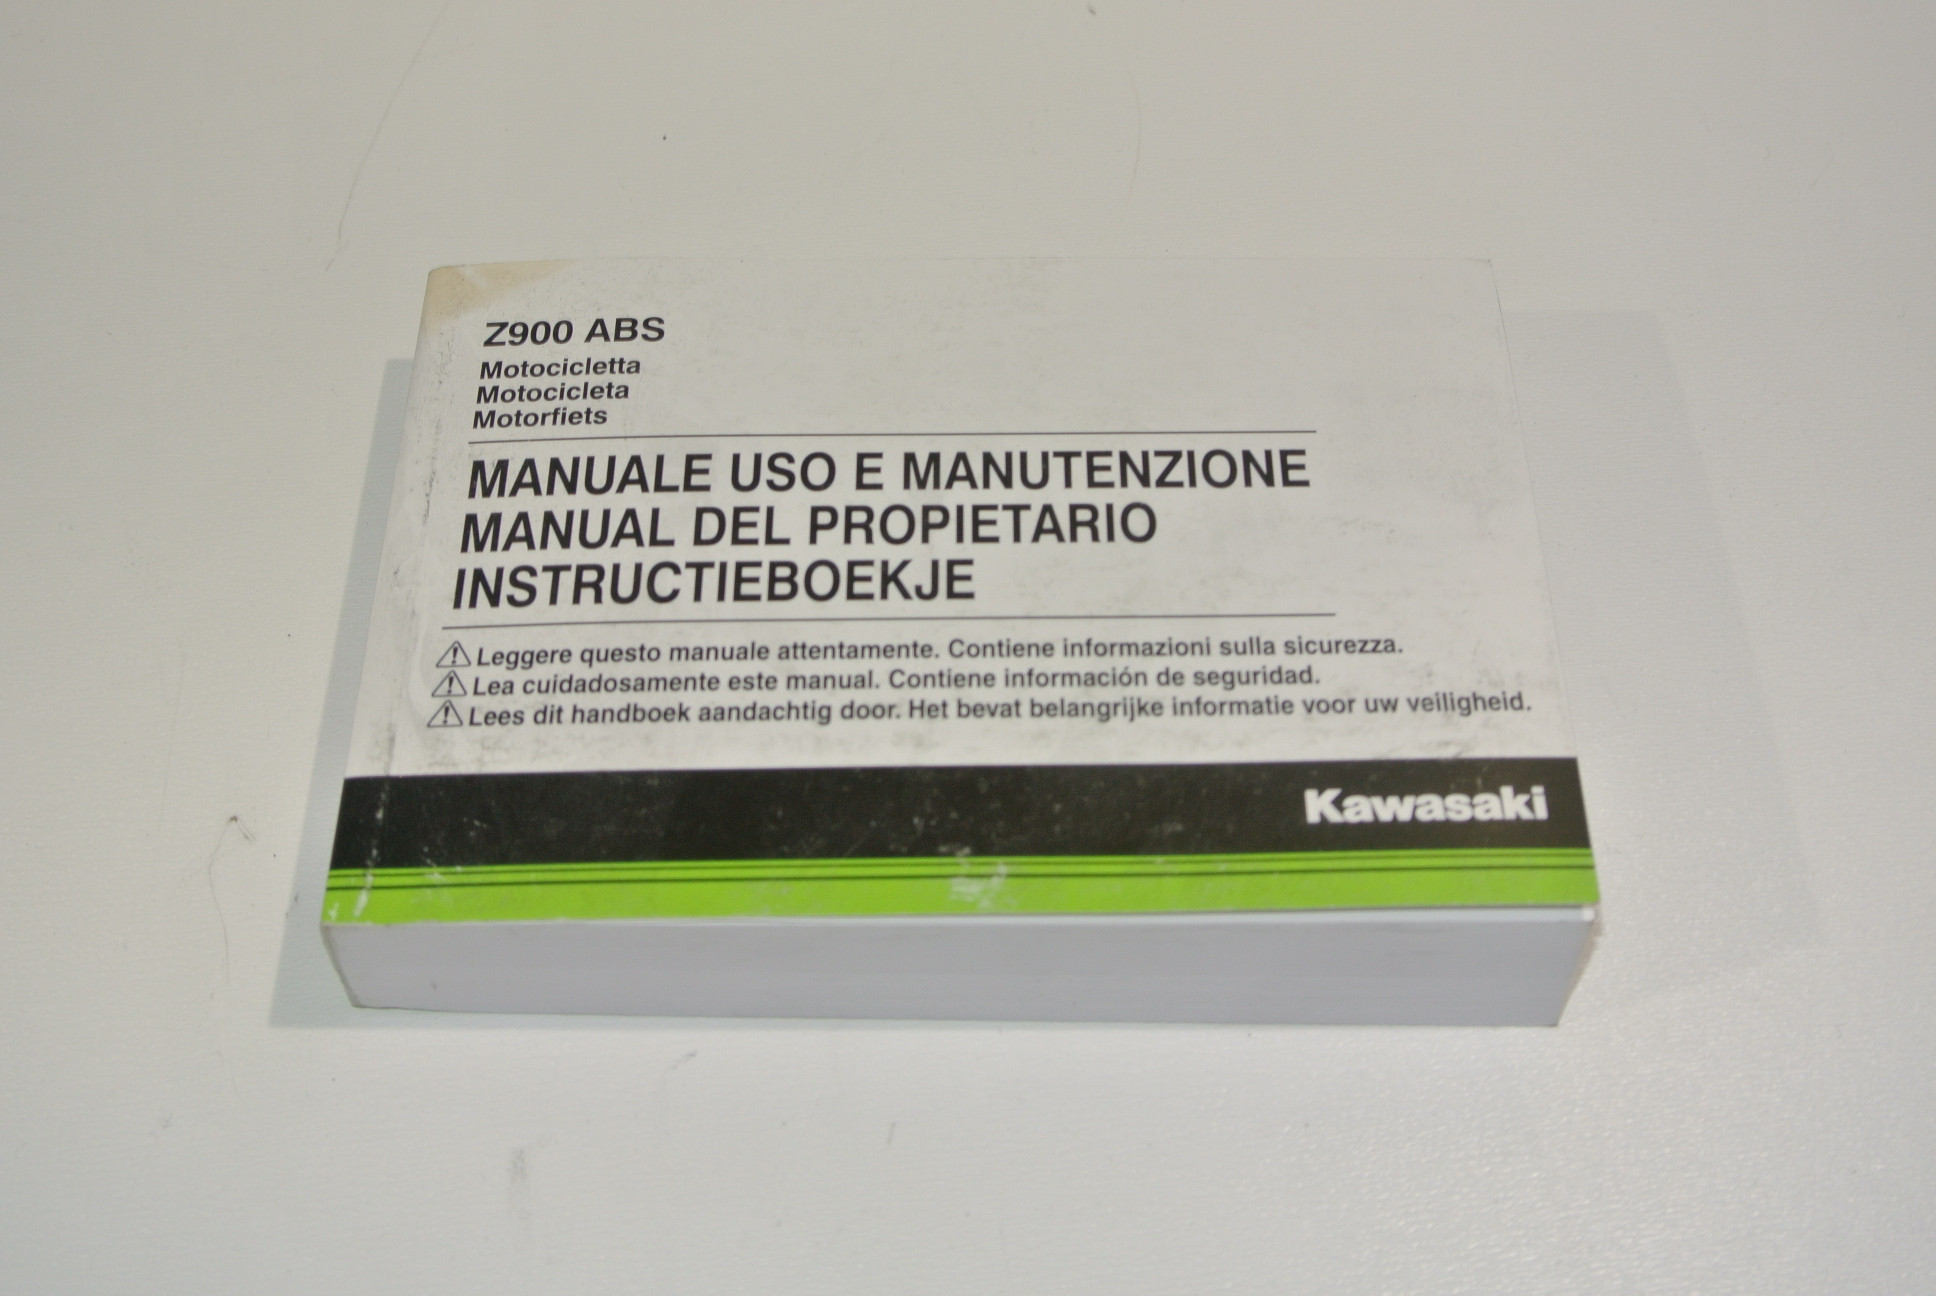 Z900 ABS
Motocicletta
Motocicleta
Motorfiets
MANUALE USO E MANUTENZIONE
MANUAL DEL PROPIETARIO
INSTRUCTIEBOEKJE
⚠ Leggere questo manuale attentamente. Contiene informazioni sulla sicurezza.
⚠ Lea cuidadosamente este manual. Contiene información de seguridad.
⚠ Lees dit handboek aandachtig door. Het bevat belangrijke informatie voor uw veiligheid.
Kawasaki